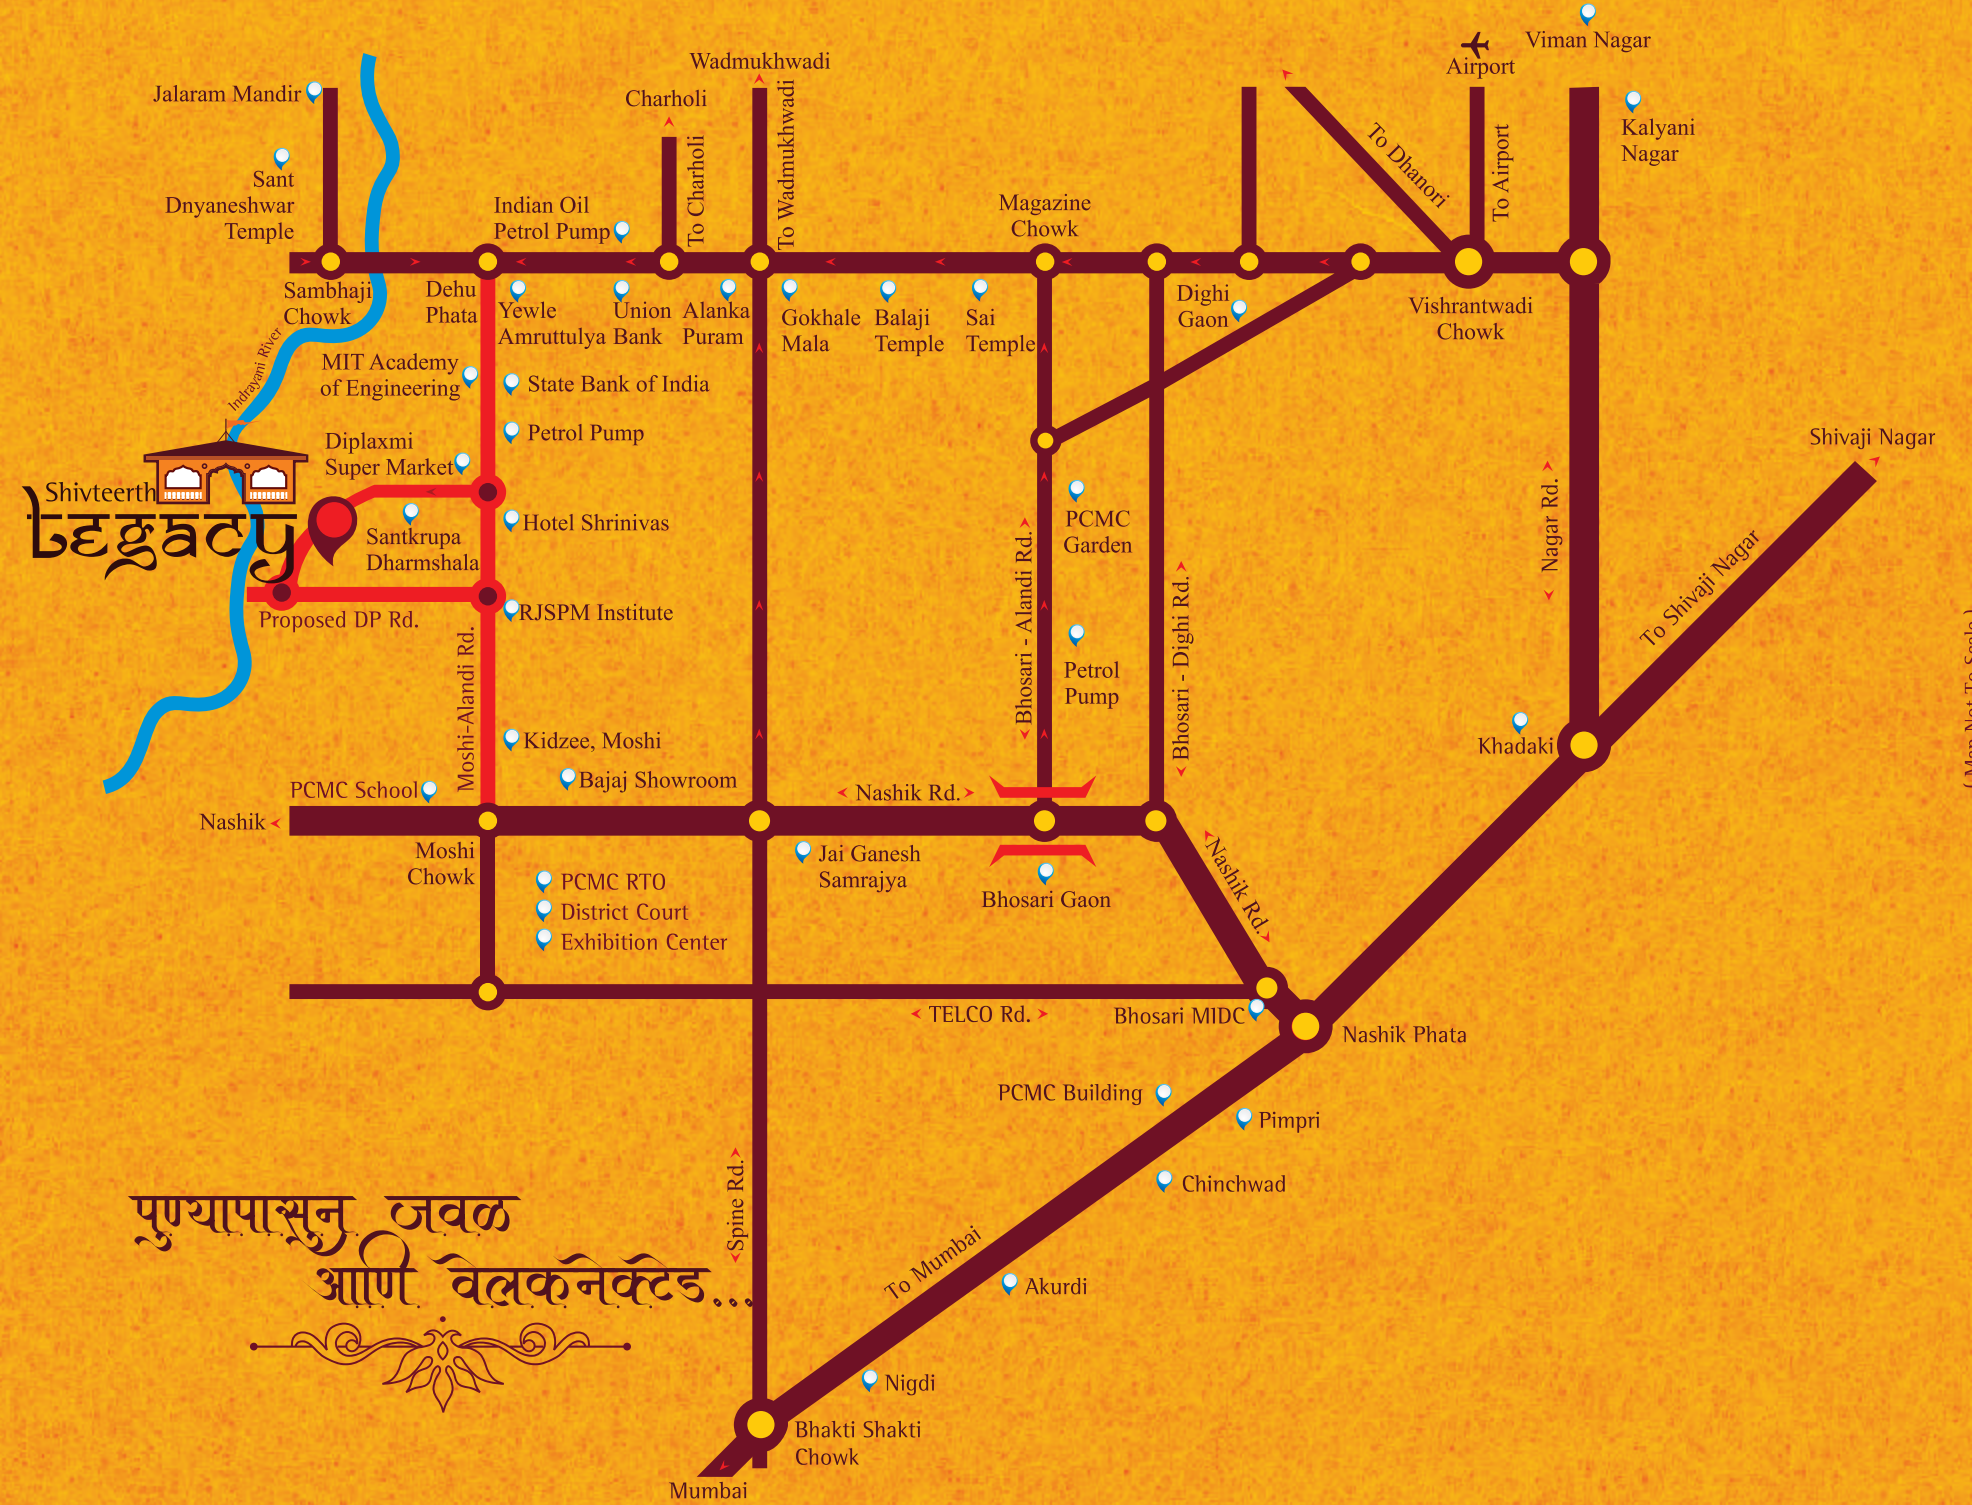 Viman Nagar
Airport
Wadmukhwadi
Jalaram Mandir
Charholi
To Charholi
To Wadmukhwadi
To Dhanori
To Airport
Kalyani
Nagar
Sant
Dnyaneshwar
Temple
Indian Oil
Petrol Pump
Magazine
Chowk
Sambhaji
Chowk
Dehu
Phata
Yewle
Amruttulya
Union
Bank
Alanka
Puram
Gokhale
Mala
Balaji
Temple
Sai
Temple
Dighi
Gaon
Vishrantwadi
Chowk
Indrayani River
MIT Academy
of Engineering
State Bank of India
Petrol Pump
Diplaxmi
Super Market
Shivteerth
Legacy
Santkrupa
Dharmshala
Hotel Shrinivas
Proposed DP Rd.
RJSPM Institute
Moshi-Alandi Rd.
PCMC
Garden
Bhosari - Alandi Rd.
Petrol
Pump
Bhosari - Dighi Rd.
Nagar Rd.
Shivaji Nagar
To Shivaji Nagar
( Map Not To Scale )
Khadaki
Kidzee, Moshi
Bajaj Showroom
PCMC School
Nashik
Nashik Rd.
Moshi
Chowk
Jai Ganesh
Samrajya
Bhosari Gaon
Nashik Rd.
PCMC RTO
District Court
Exhibition Center
TELCO Rd.
Bhosari MIDC
Nashik Phata
PCMC Building
Pimpri
Chinchwad
Spine Rd.
To Mumbai
Akurdi
Nigdi
Bhakti Shakti
Chowk
Mumbai
पुण्यापासुन जवळ
आणि वेलकनेक्टेड...